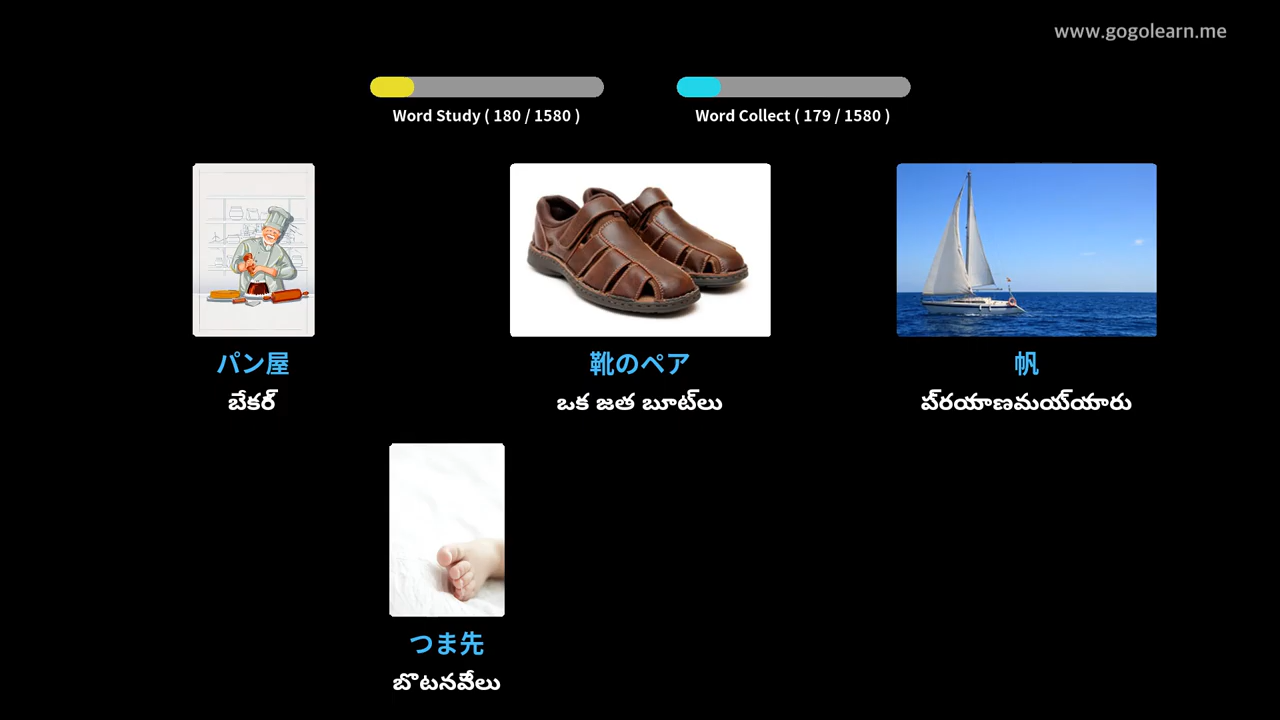 www.gogolearn.me
Word Study ( 180 / 1580 )
Word Collect ( 179 / 1580 )
パン屋
బేకర్
靴のペア
ఒక జత బూట్‌లు
帆
ప్‌రయాణమయ్‌యారు
つま先
బొటనవేలు